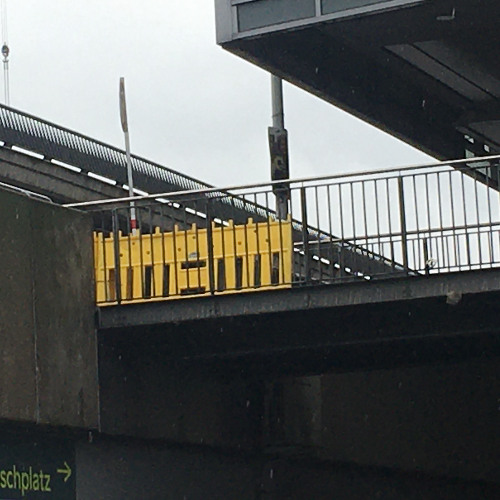 schplatz →